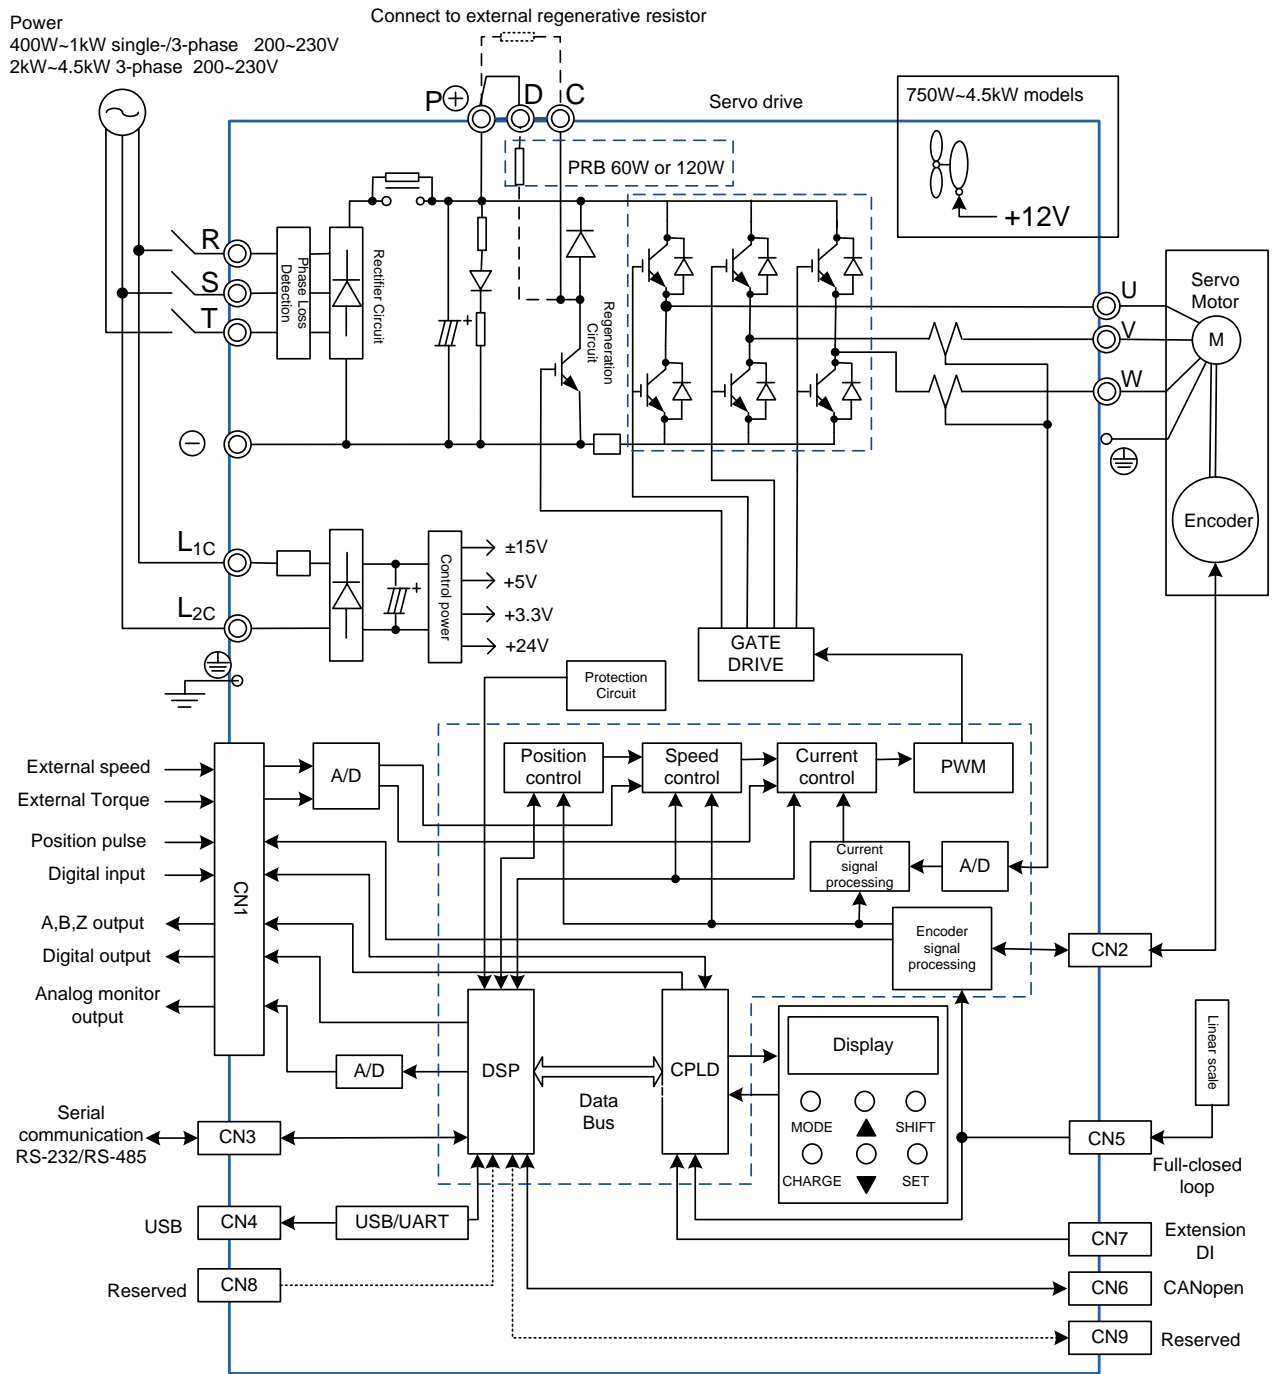 Power
400W~1kW single-/3-phase 200~230V
2kW~4.5kW 3-phase 200~230V
Connect to external regenerative resistor
P⊕
D
C
Servo drive
750W~4.5kW models
+12V
PRB 60W or 120W
R
S
T
Phase Loss
Detection
Rectifier Circuit
+
Regeneration
Circuit
U
V
W
Servo
Motor
M
Encoder
⊖
L1C
L2C
+
Control power
±15V
+5V
+3.3V
+24V
GATE
DRIVE
Protection
Circuit
External speed
External Torque
Position pulse
Digital input
A,B,Z output
Digital output
Analog monitor
output
CN1
A/D
Position
control
Speed
control
Current
control
PWM
Current
signal
processing
A/D
Encoder
signal
processing
CN2
A/D
DSP
Data
Bus
CPLD
Display
MODE
▲
SHIFT
CHARGE
▼
SET
Linear scale
Serial
communication
RS-232/RS-485
CN3
CN5
Full-closed
loop
USB
CN4
USB/UART
CN7
Extension
DI
Reserved
CN8
CN6
CANopen
CN9
Reserved